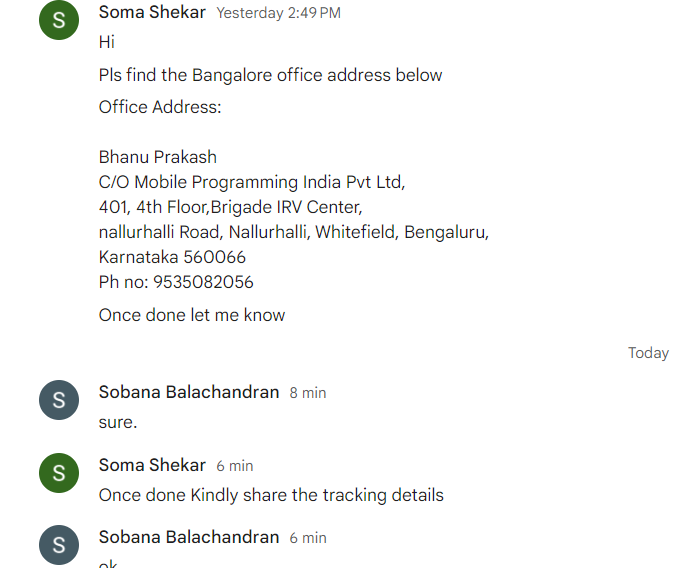 S
Soma Shekar Yesterday 2:49 PM
Hi
Pls find the Bangalore office address below
Office Address:
Bhanu Prakash
C/O Mobile Programming India Pvt Ltd,
401, 4th Floor,Brigade IRV Center,
nallurhalli Road, Nallurhalli, Whitefield, Bengaluru,
Karnataka 560066
Ph no: 9535082056
Once done let me know
Today
S
Sobana Balachandran 8 min
sure.
S
Soma Shekar 6 min
Once done Kindly share the tracking details
S
Sobana Balachandran 6 min
ok